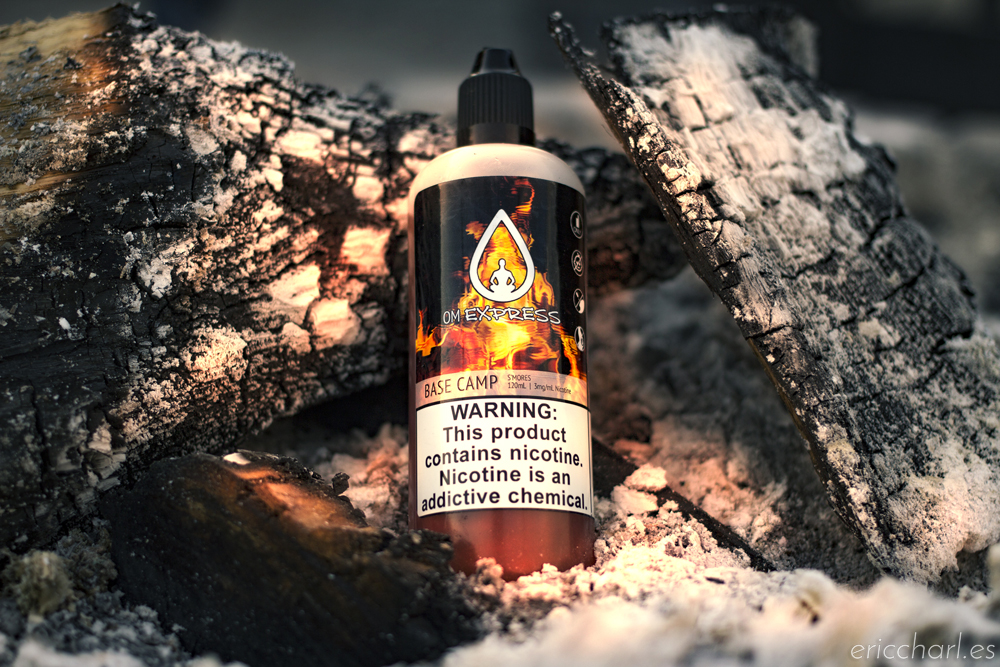 OM EXPRESS
BASE CAMP
S'MORES
120mL | 3mg/mL Nicotine
WARNING:
This product
contains nicotine.
Nicotine is an
addictive chemical.
ericcharl.es